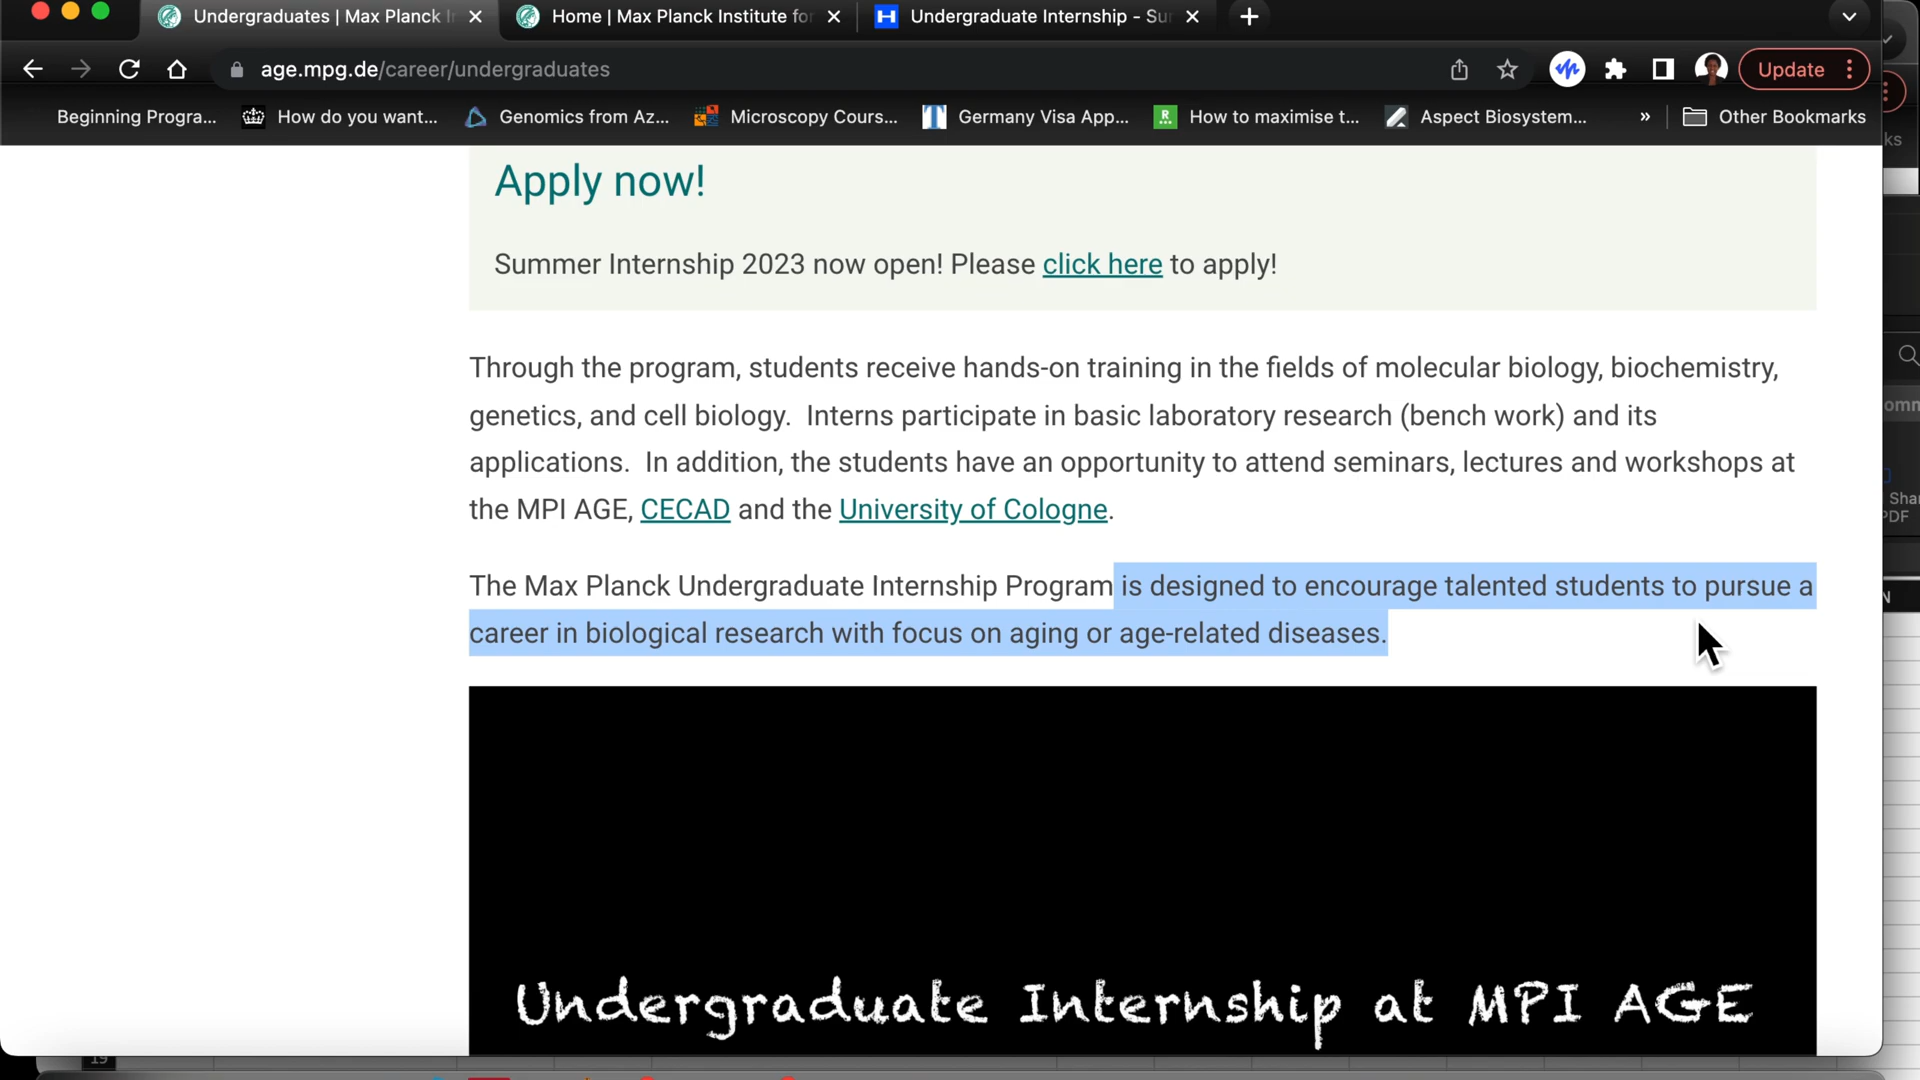 Undergraduates | Max Planck I
Home | Max Planck Institute fo
Undergraduate Internship - Su
age.mpg.de/career/undergraduates
Update
Beginning Progra...
How do you want...
Genomics from Az...
Microscopy Cours...
Germany Visa App...
How to maximise t...
Aspect Biosystem...
»
Other Bookmarks
ks
Apply now!
Summer Internship 2023 now open! Please click here to apply!
Through the program, students receive hands-on training in the fields of molecular biology, biochemistry,
genetics, and cell biology. Interns participate in basic laboratory research (bench work) and its
applications. In addition, the students have an opportunity to attend seminars, lectures and workshops at
the MPI AGE, CECAD and the University of Cologne.
The Max Planck Undergraduate Internship Program is designed to encourage talented students to pursue a
career in biological research with focus on aging or age-related diseases.
Undergraduate Internship at MPI AGE
omm
Shar
PDF
N
19